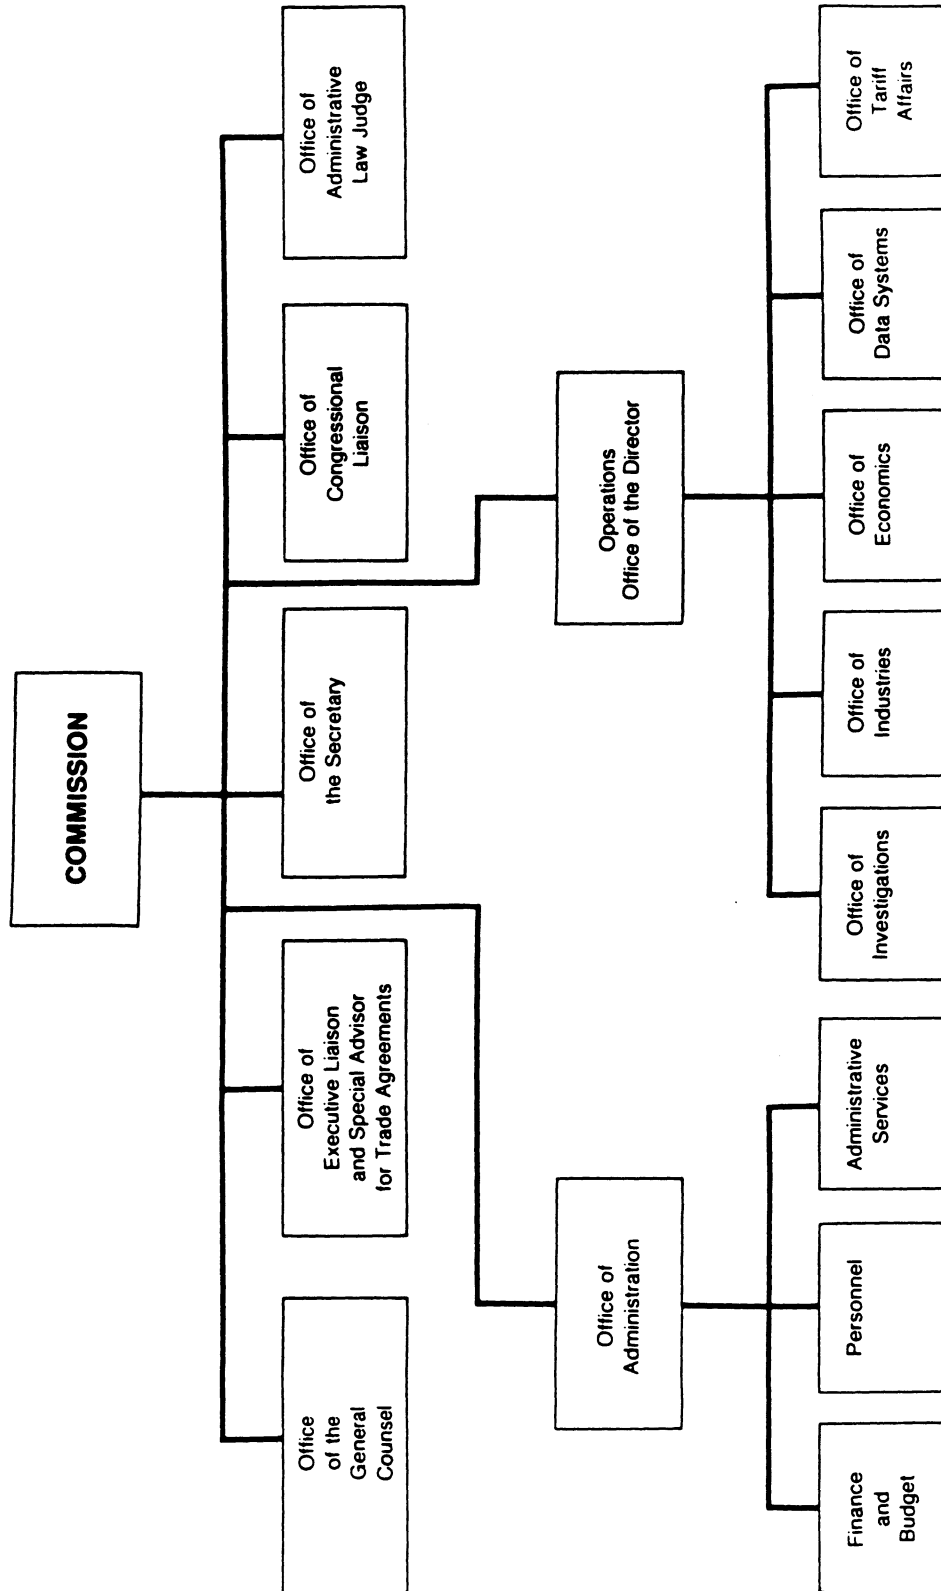 COMMISSION
Office
of the
General
Counsel
Office of
Executive Liaison
and Special Advisor
for Trade Agreements
Office of
the Secretary
Office of
Congressional
Liaison
Office of
Administrative
Law Judge
Office of
Administration
Operations
Office of the Director
Finance
and
Budget
Personnel
Administrative
Services
Office of
Investigations
Office of
Industries
Office of
Economics
Office of
Data Systems
Office of
Tariff
Affairs